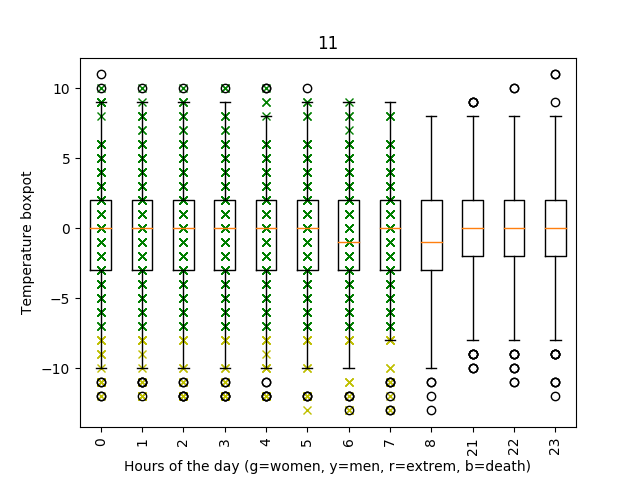 11
10
5
0
−5
−10
Temperature boxpot
0 1 2 3 4 5 6 7 8 21 22 23
Hours of the day (g=women, y=men, r=extrem, b=death)